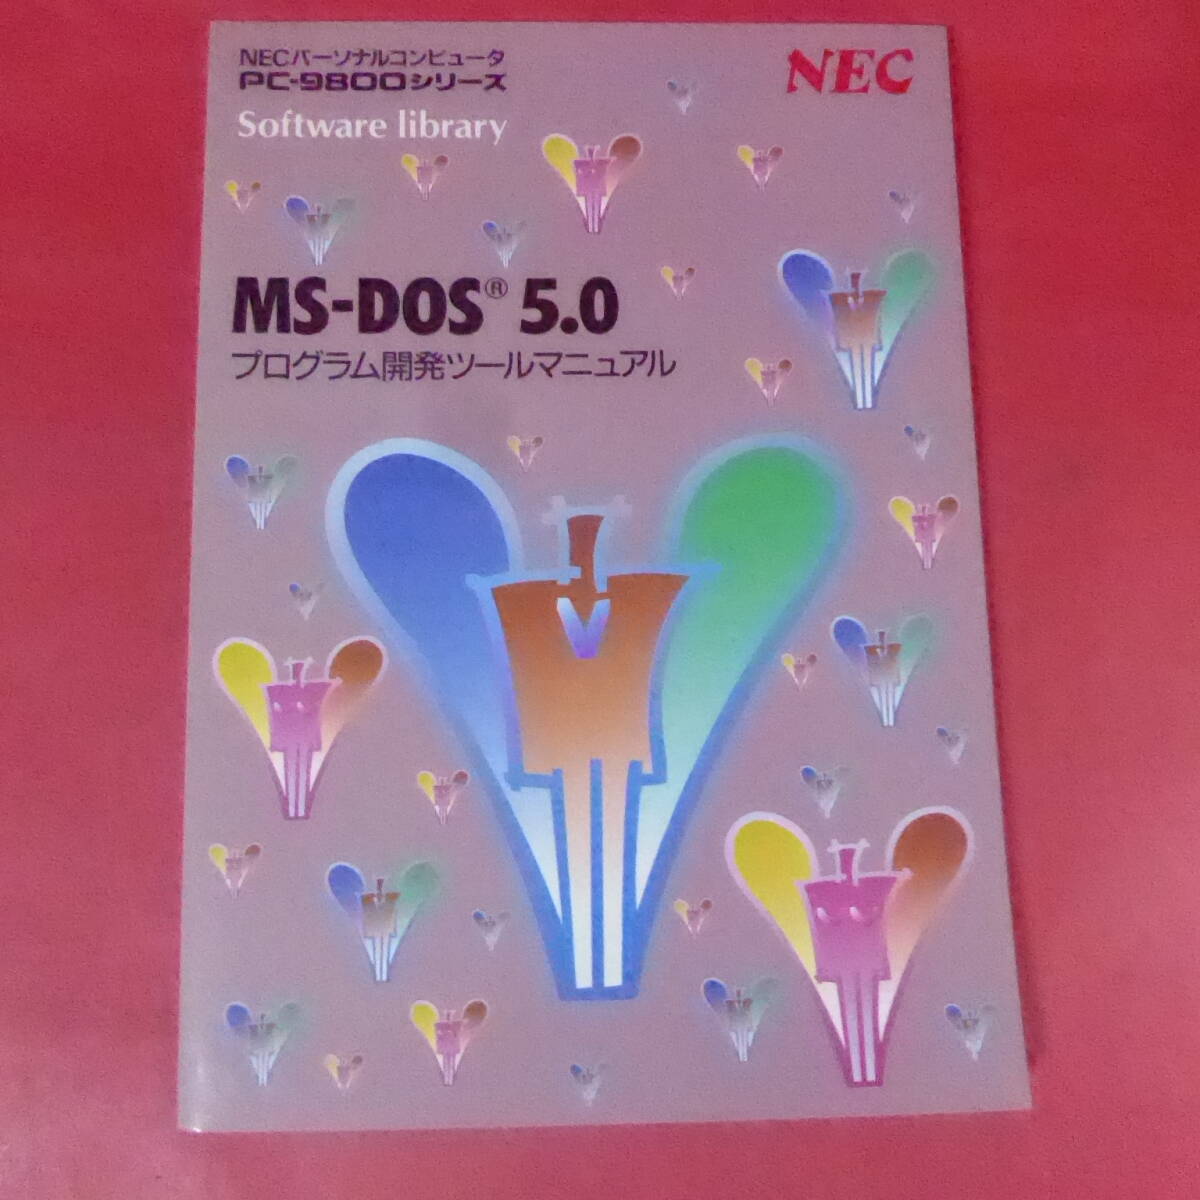 NECパーソナルコンピュータ
PC-9800シリーズ
Software library
NEC
MS-DOS® 5.0
プログラム開発ツールマニュアル